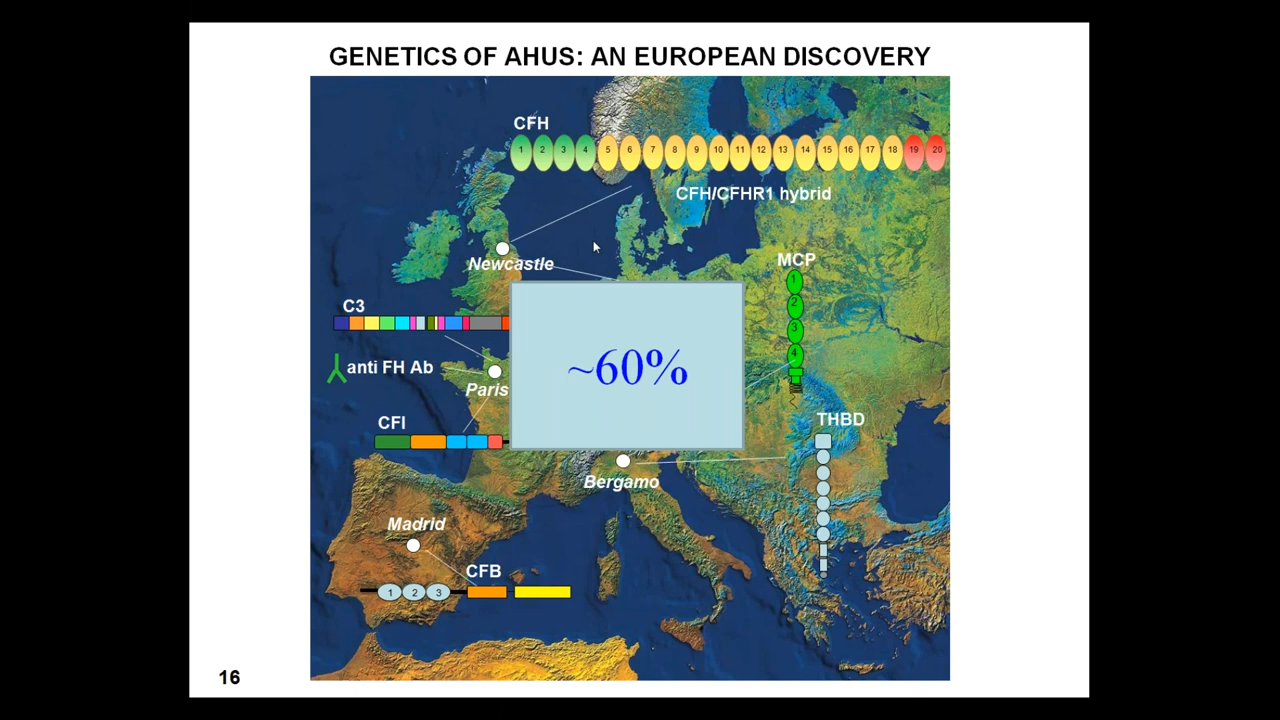 GENETICS OF AHUS: AN EUROPEAN DISCOVERY
CFH
1 2 3 4 5 6 7 8 9 10 11 12 13 14 15 16 17 18 19 20
CFH/CFHR1 hybrid
Newcastle
MCP
1
2
3
4
C3
~60%
anti FH Ab
Paris
CFI
THBD
Bergamo
Madrid
CFB
1 2 3
16